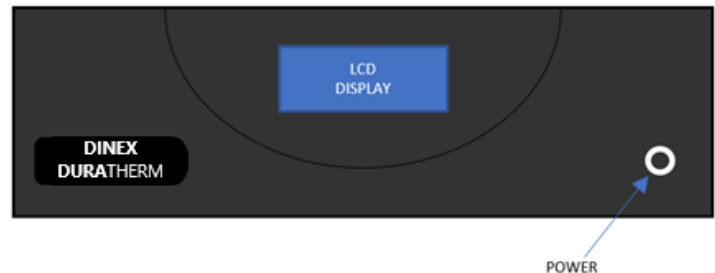 LCD
DISPLAY
DINEX
DURATHERM
POWER